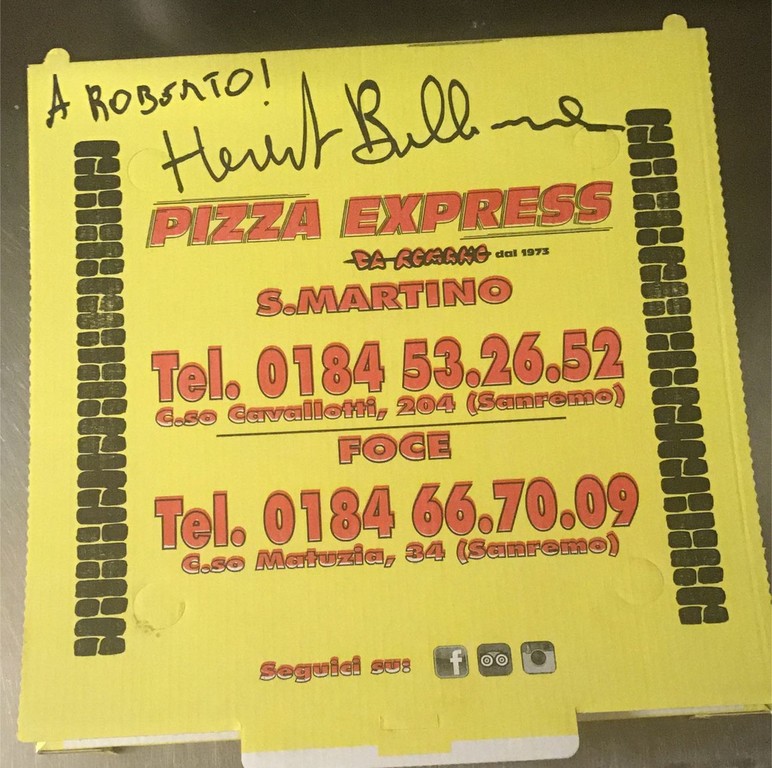 A ROBERTO!
PIZZA EXPRESS
DA ROMANO dal 1973
S.MARTINO
Tel. 0184 53.26.52
C.so Cavallotti, 204 (Sanremo)
FOCE
Tel. 0184 66.70.09
C.so Matuzia, 34 (Sanremo)
Seguici su: